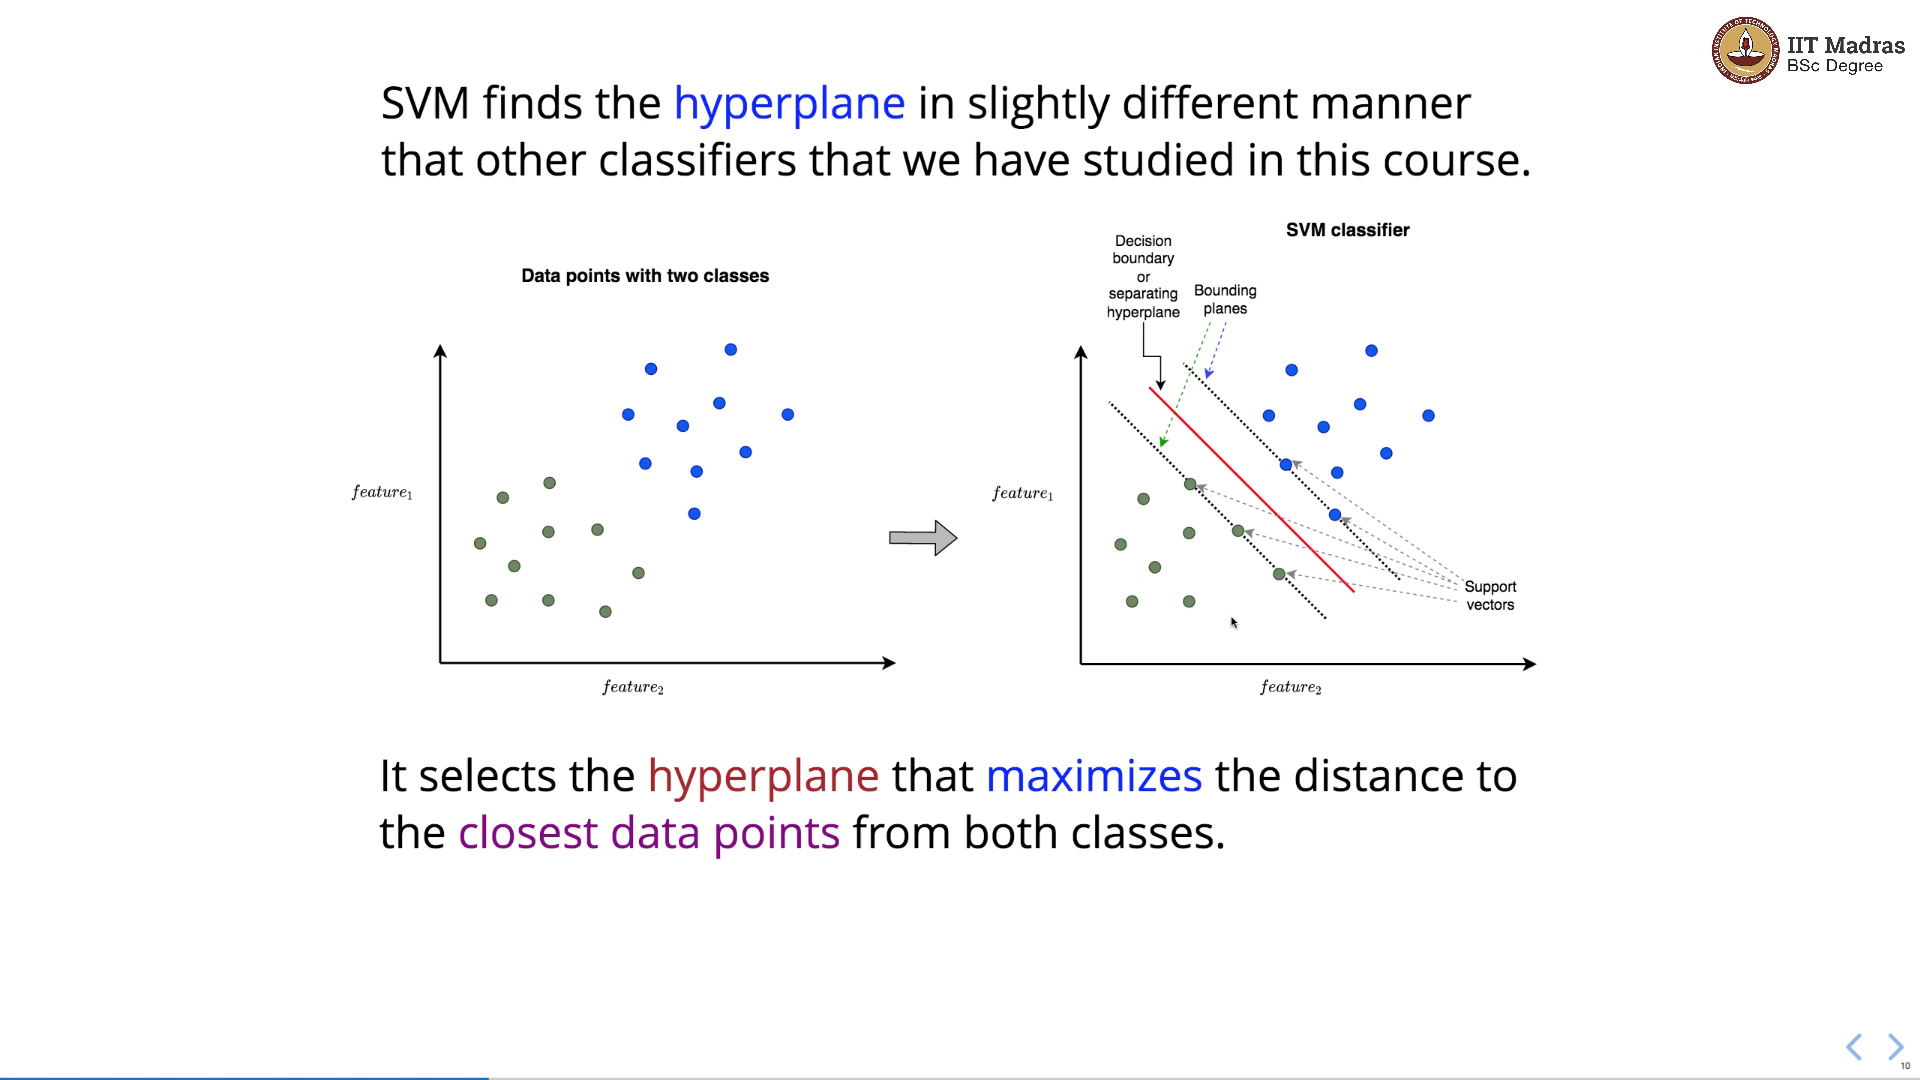 IIT Madras
BSc Degree
SVM finds the hyperplane in slightly different manner
that other classifiers that we have studied in this course.
Data points with two classes
feature₁
feature₂
SVM classifier
Decision
boundary
or
separating
hyperplane
Bounding
planes
feature₁
Support
vectors
feature₂
It selects the hyperplane that maximizes the distance to
the closest data points from both classes.
10